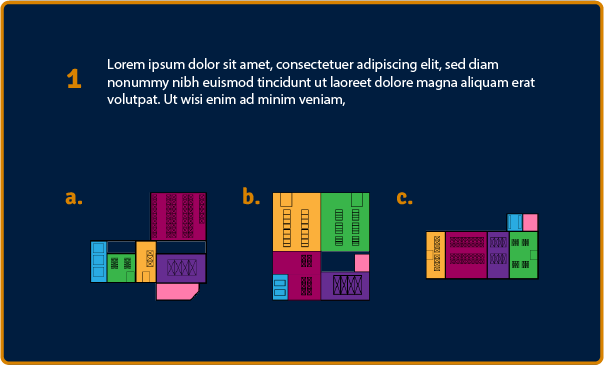 1
Lorem ipsum dolor sit amet, consectetuer adipiscing elit, sed diam
nonummy nibh euismod tincidunt ut laoreet dolore magna aliquam erat
volutpat. Ut wisi enim ad minim veniam,
a.
b.
c.